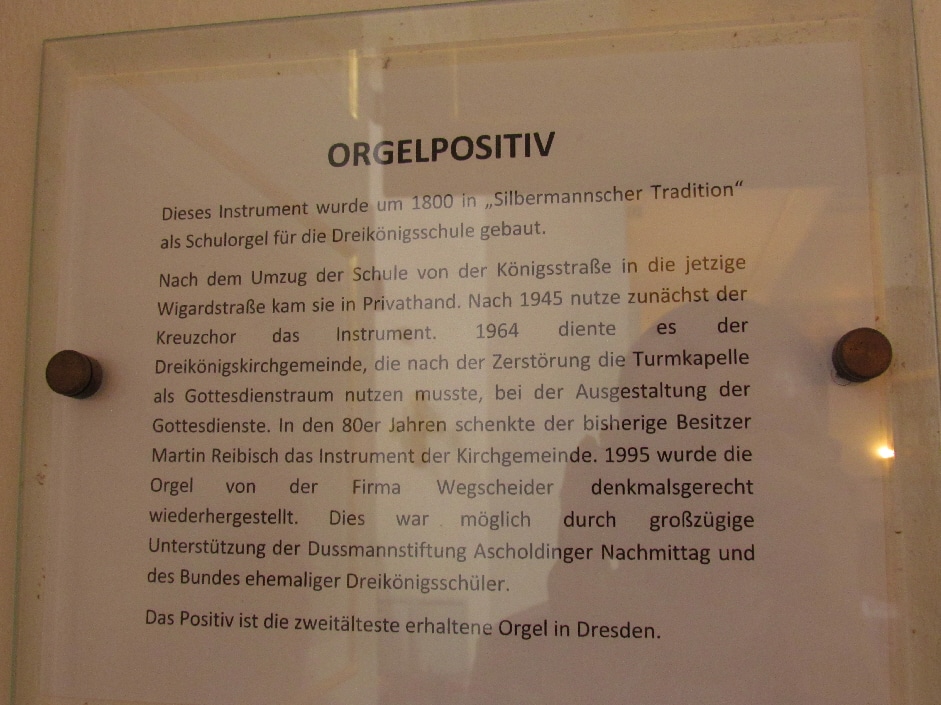 ORGELPOSITIV
Dieses Instrument wurde um 1800 in „Silbermannscher Tradition“
als Schulorgel für die Dreikönigsschule gebaut.
Nach dem Umzug der Schule von der Königsstraße in die jetzige
Wigardstraße kam sie in Privathand. Nach 1945 nutze zunächst der
Kreuzchor das Instrument. 1964 diente es der
Dreikönigskirchgemeinde, die nach der Zerstörung die Turmkapelle
als Gottesdienstraum nutzen musste, bei der Ausgestaltung der
Gottesdienste. In den 80er Jahren schenkte der bisherige Besitzer
Martin Reibisch das Instrument der Kirchgemeinde. 1995 wurde die
Orgel von der Firma Wegscheider denkmalsgerecht
wiederhergestellt. Dies war möglich durch großzügige
Unterstützung der Dussmannstiftung Ascholdinger Nachmittag und
des Bundes ehemaliger Dreikönigsschüler.
Das Positiv ist die zweitälteste erhaltene Orgel in Dresden.